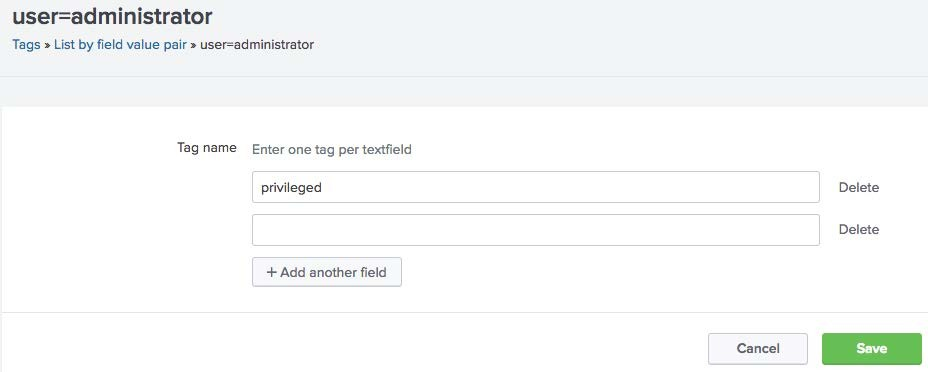 user=administrator
Tags » List by field value pair » user=administrator
Tag name Enter one tag per textfield
privileged Delete
Delete
+ Add another field
Cancel Save